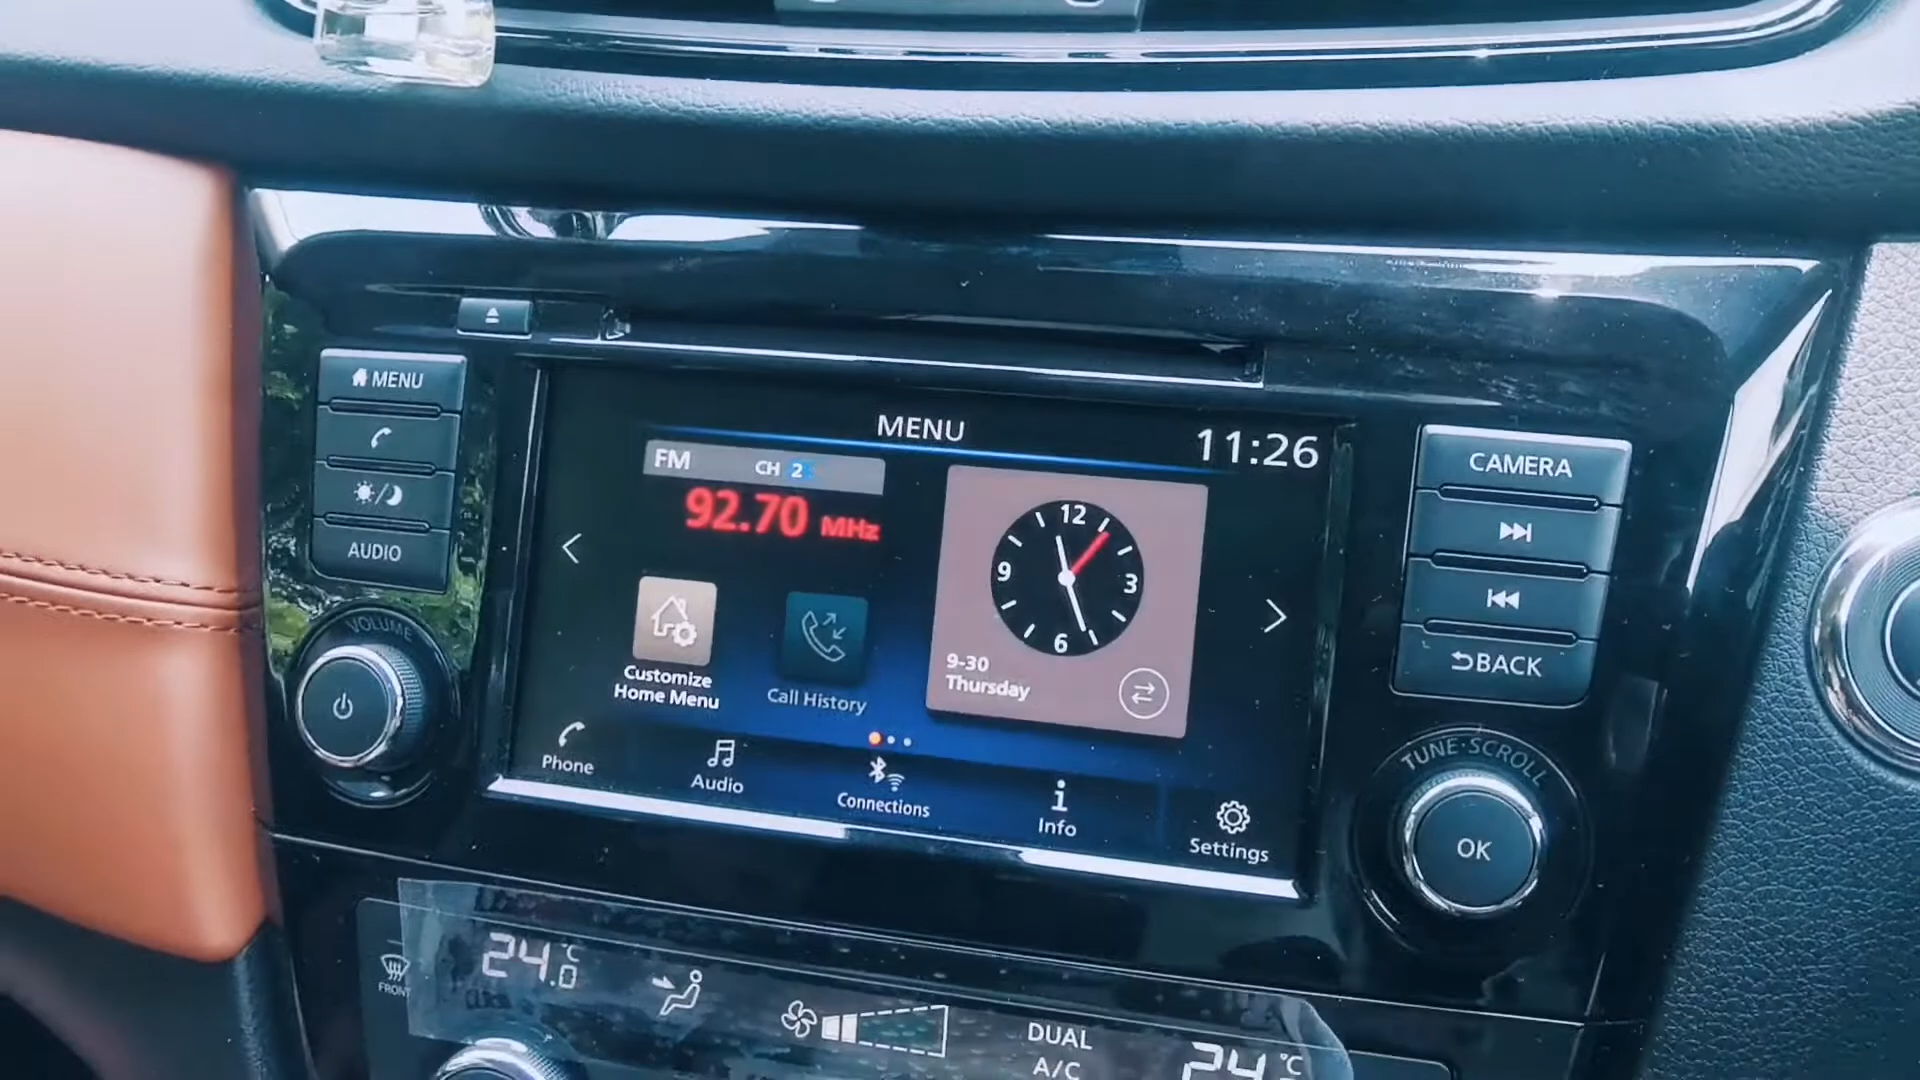 MENU
AUDIO
VOLUME
MENU
11:26
FM CH 2
92.70 MHz
12
3
6
9
9-30
Thursday
Customize
Home Menu
Call History
Phone
Audio
Connections
Info
Settings
CAMERA
BACK
TUNE·SCROLL
OK
FRONT
24.0 °C
DUAL
A/C
24 °C